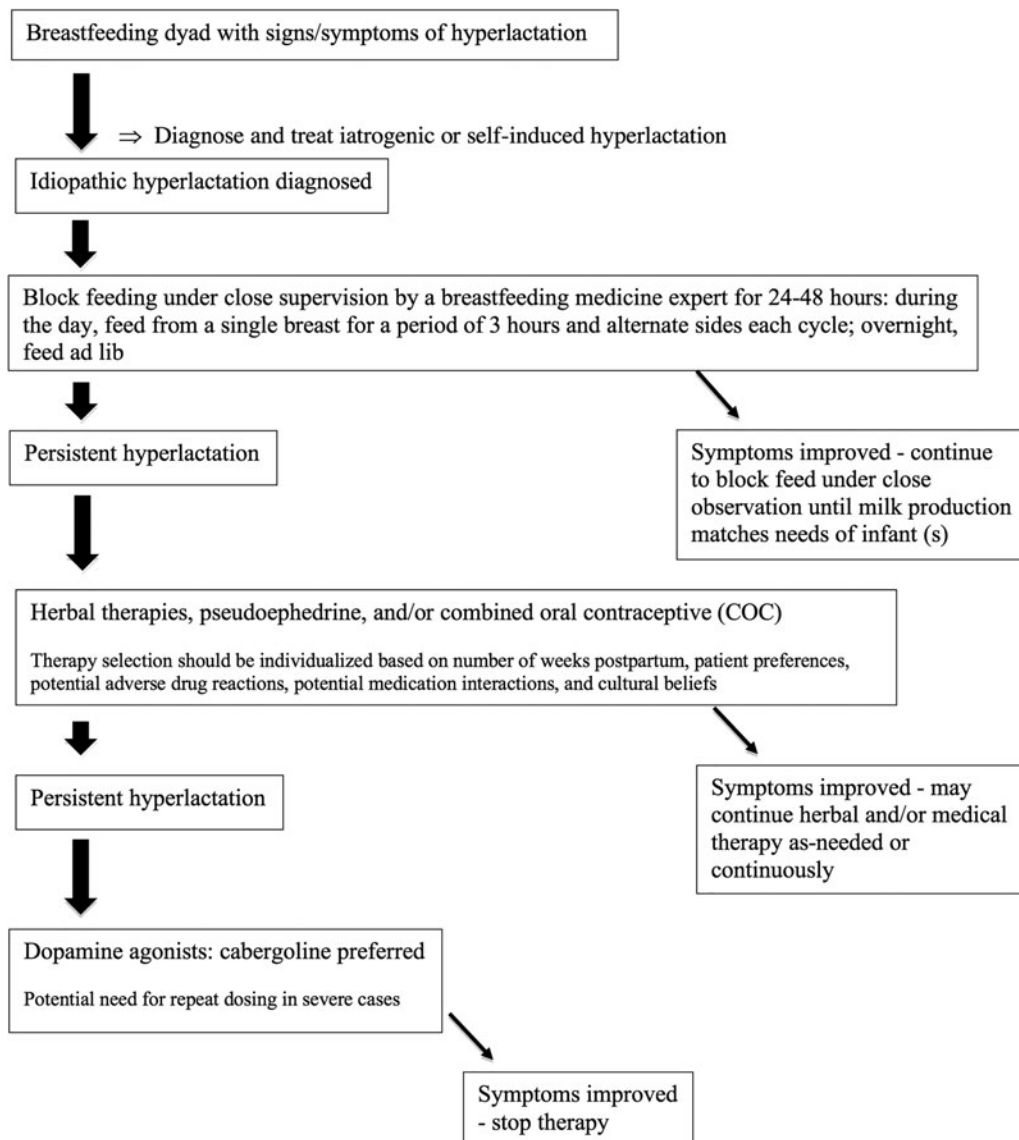 Breastfeeding dyad with signs/symptoms of hyperlactation
⇒ Diagnose and treat iatrogenic or self-induced hyperlactation
Idiopathic hyperlactation diagnosed
Block feeding under close supervision by a breastfeeding medicine expert for 24-48 hours: during
the day, feed from a single breast for a period of 3 hours and alternate sides each cycle; overnight,
feed ad lib
Persistent hyperlactation
Symptoms improved - continue
to block feed under close
observation until milk production
matches needs of infant (s)
Herbal therapies, pseudoephedrine, and/or combined oral contraceptive (COC)
Therapy selection should be individualized based on number of weeks postpartum, patient preferences,
potential adverse drug reactions, potential medication interactions, and cultural beliefs
Persistent hyperlactation
Symptoms improved - may
continue herbal and/or medical
therapy as-needed or
continuously
Dopamine agonists: cabergoline preferred
Potential need for repeat dosing in severe cases
Symptoms improved
- stop therapy